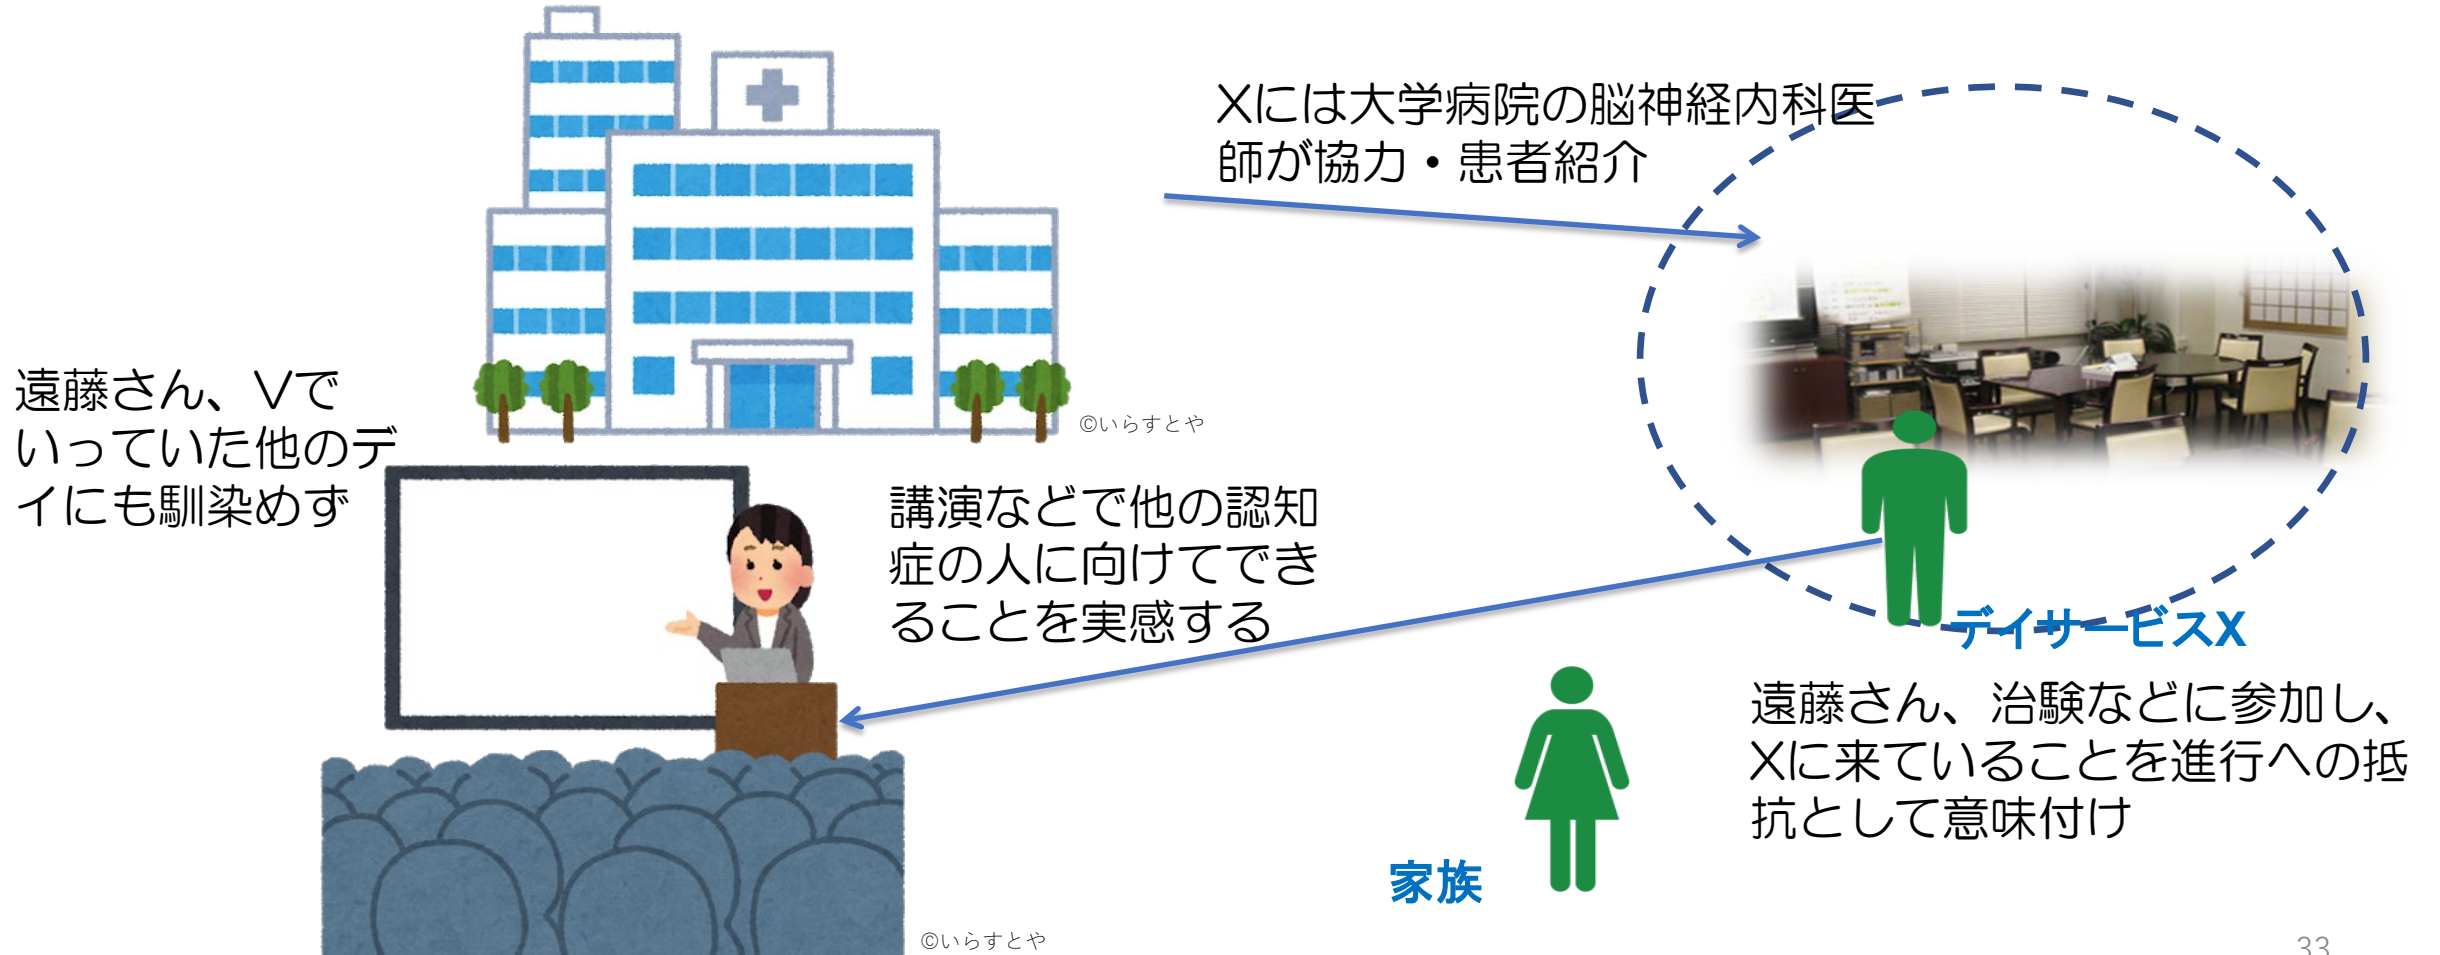 Xには大学病院の脳神経内科医
師が協力・患者紹介
遠藤さん、Vで
いっていた他のデ
イにも馴染めず
©いらすとや
講演などで他の認知
症の人に向けてでき
ることを実感する
デイサービスX
遠藤さん、治験などに参加し、
Xに来ていることを進行への抵
抗として意味付け
家族
©いらすとや
33